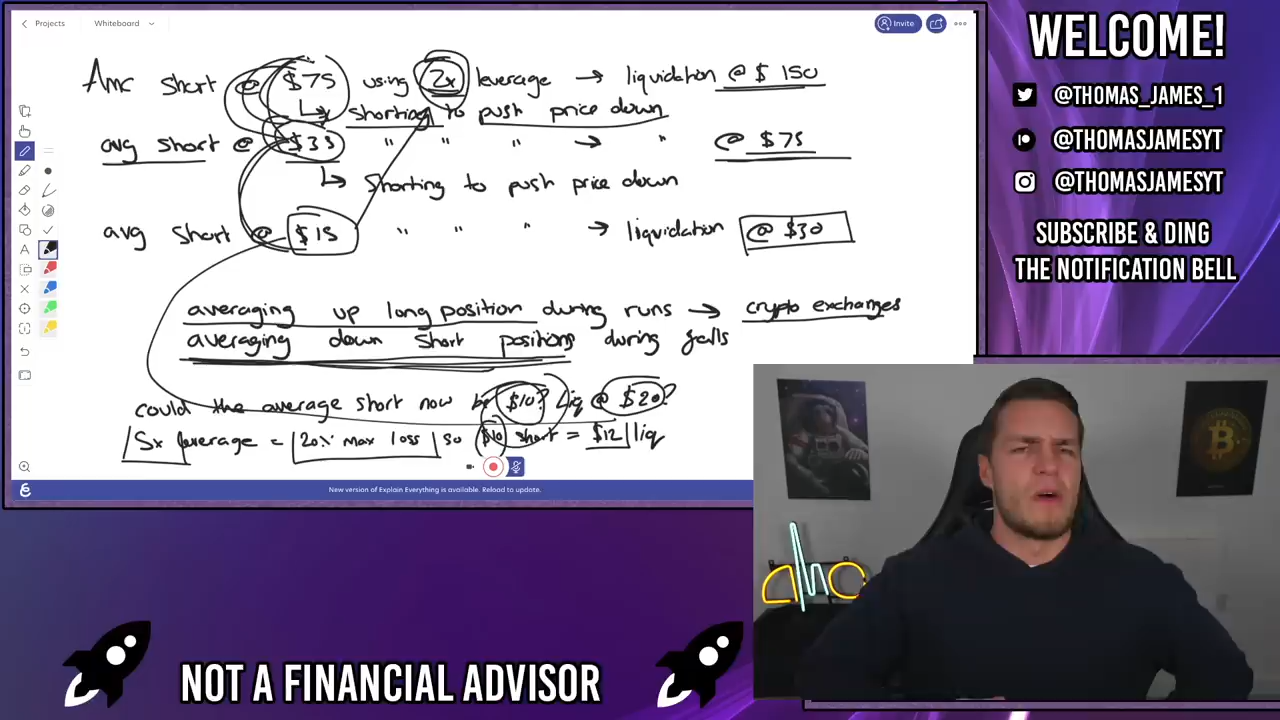 Projects
Whiteboard
Invite
Amc short @ $75 using 2x leverage → liquidation @ $ 150
↳ shorting to push price down
avg short @ $35 " " " → " @ $75
↳ Shorting to push price down
avg short @ $15 " " " → liquidation @ $30
averaging up long position during runs → crypto exchanges
averaging down short positions during falls
could the average short now be $10? Liq @ $20?
5x leverage = 20% max loss so $10 short = $12 liq
New version of Explain Everything is available. Reload to update.
WELCOME!
@THOMAS_JAMES_1
@THOMASJAMESYT
@THOMASJAMESYT
SUBSCRIBE & DING
THE NOTIFICATION BELL
NOT A FINANCIAL ADVISOR